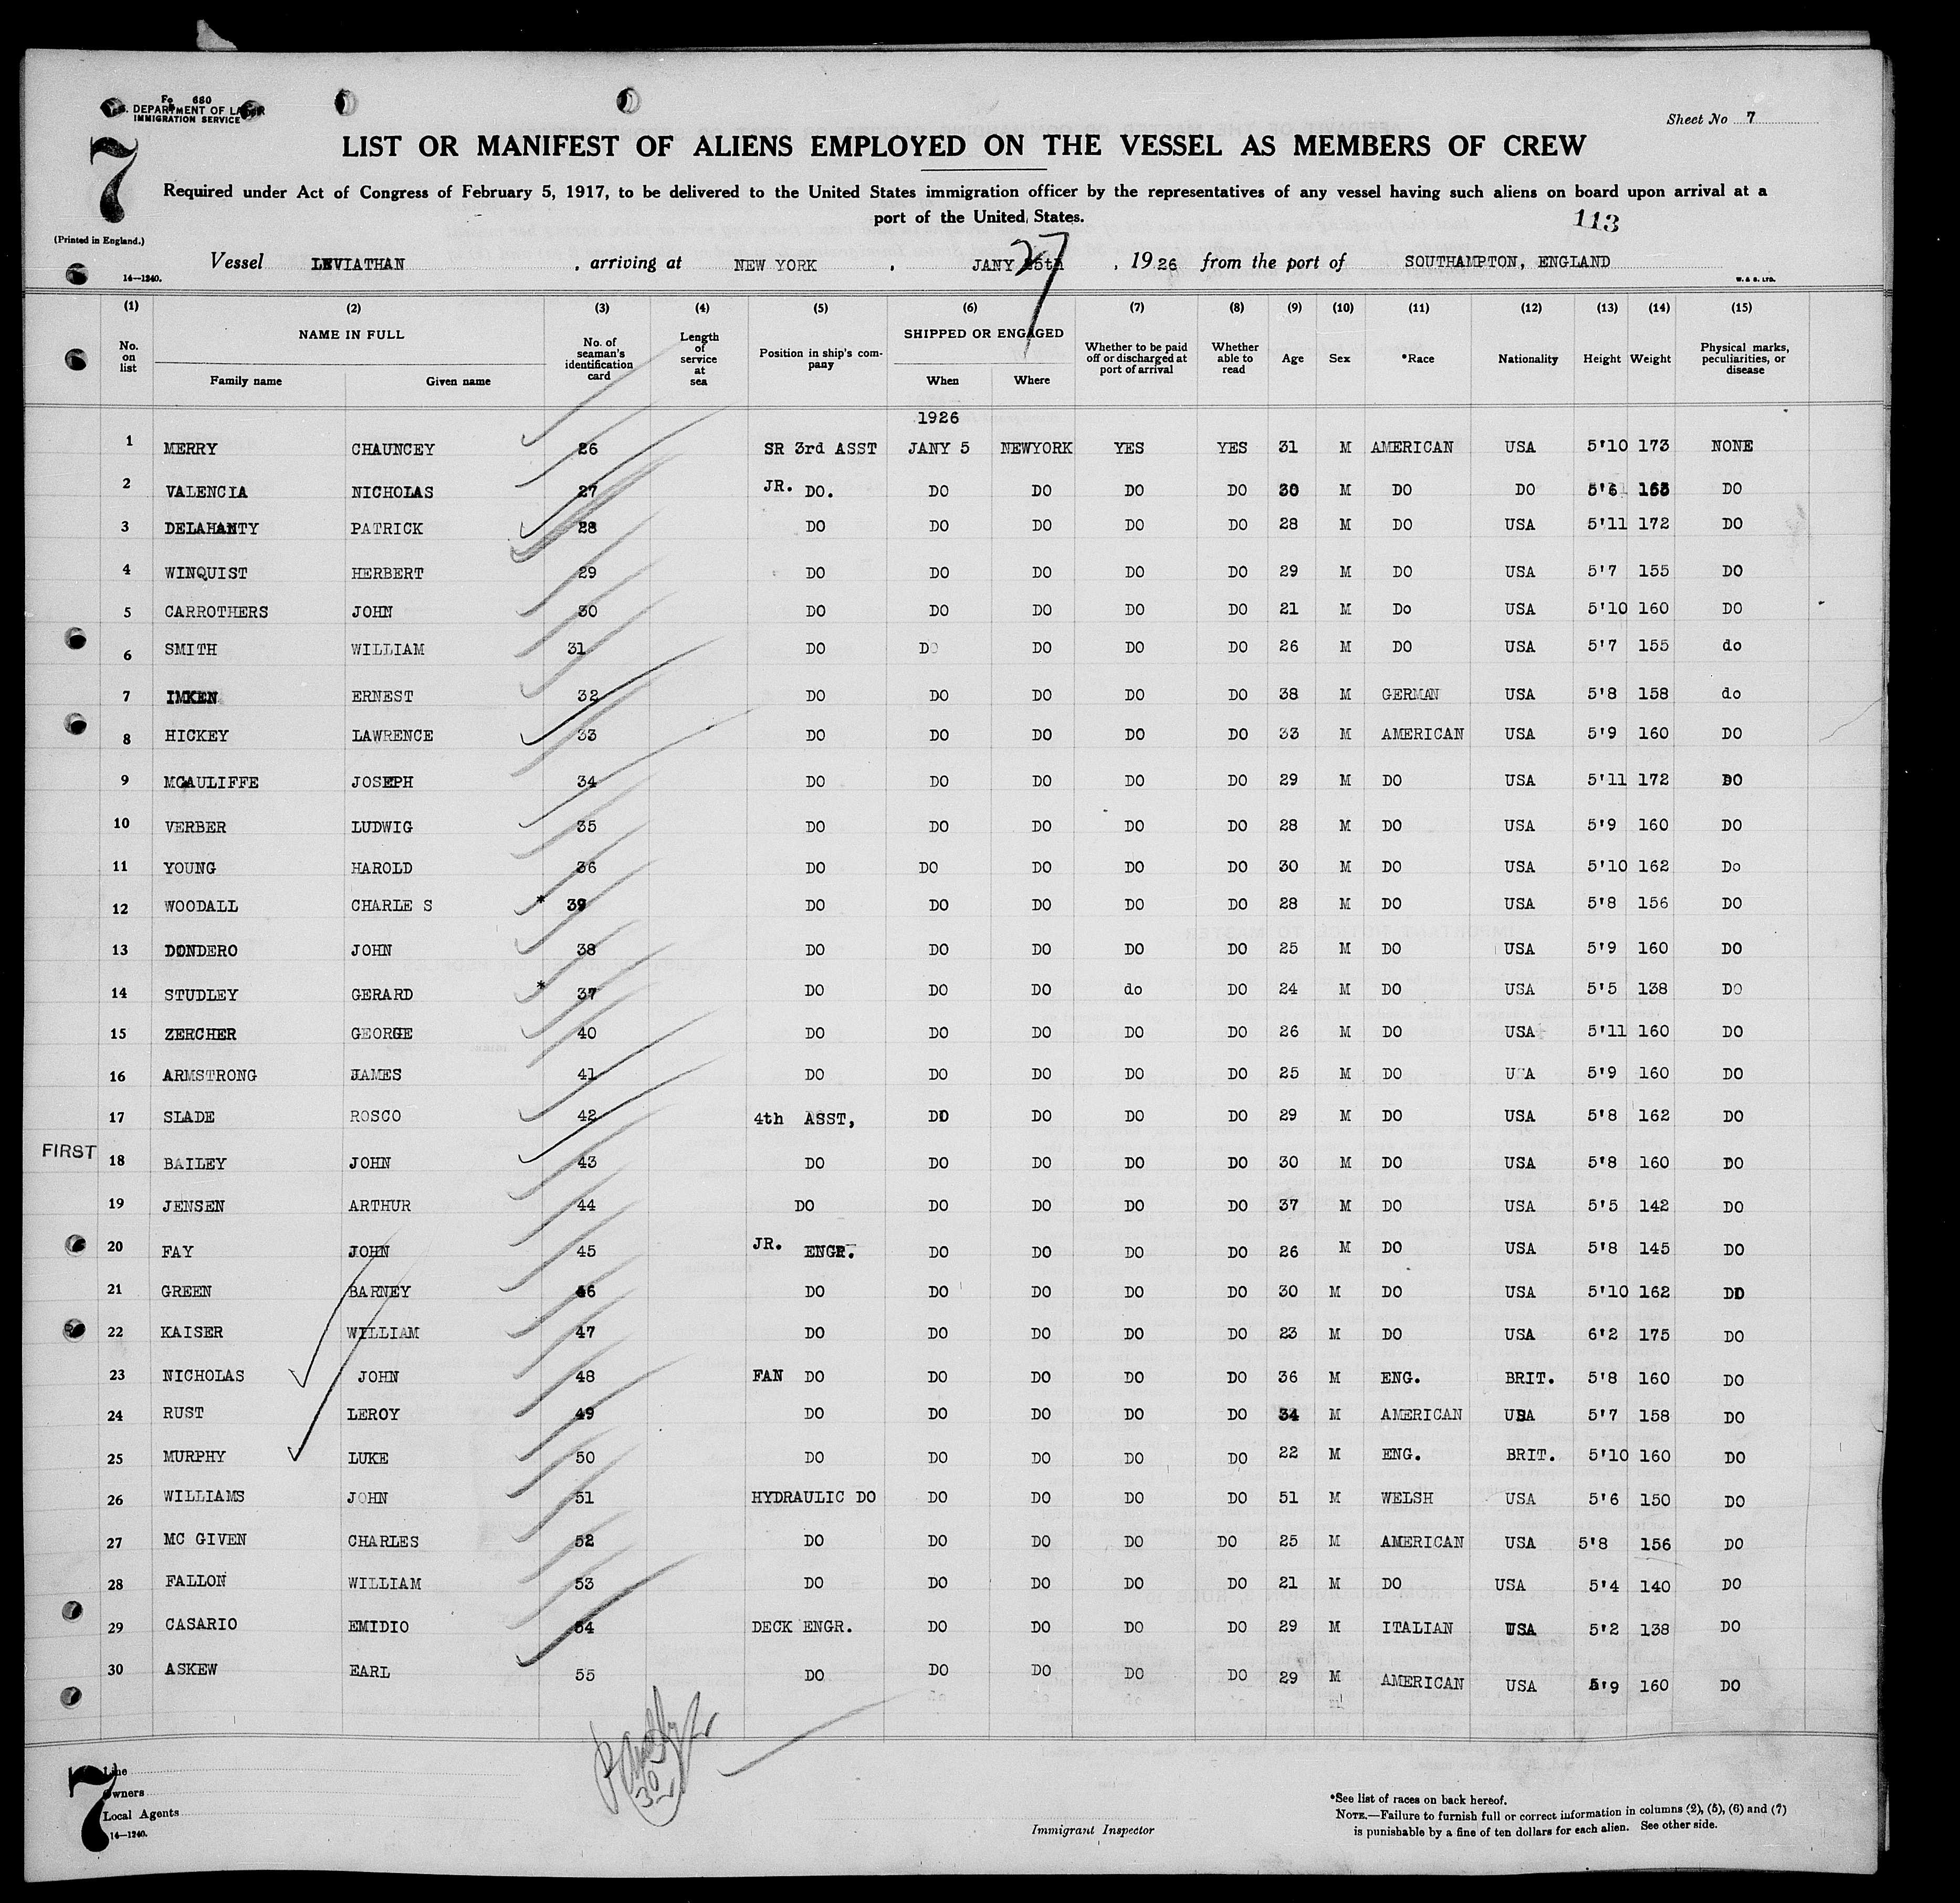 Fo 680
U.S. DEPARTMENT OF LABOR
IMMIGRATION SERVICE
Sheet No 7
7
LIST OR MANIFEST OF ALIENS EMPLOYED ON THE VESSEL AS MEMBERS OF CREW
Required under Act of Congress of February 5, 1917, to be delivered to the United States immigration officer by the representatives of any vessel having such aliens on board upon arrival at a
port of the United States.
113
(Printed in England.)
14—1240.
Vessel LEVIATHAN , arriving at NEW YORK , JANY 27 , 1926 from the port of SOUTHAMPTON, ENGLAND
W. & S. LTD.
(1) (2) (3) (4) (5) (6) (7) (8) (9) (10) (11) (12) (13) (14) (15)
No. on list NAME IN FULL Family name Given name No. of seaman's identification card Length of service at sea Position in ship's company SHIPPED OR ENGAGED When Where Whether to be paid off or discharged at port of arrival Whether able to read Age Sex *Race Nationality Height Weight Physical marks, peculiarities, or disease
1926
1 MERRY CHAUNCEY 26 SR 3rd ASST JANY 5 NEWYORK YES YES 31 M AMERICAN USA 5'10 173 NONE
2 VALENCIA NICHOLAS 27 JR. DO. DO DO DO DO 30 M DO DO 5'6 163 DO
3 DELAHANTY PATRICK 28 DO DO DO DO DO 28 M DO USA 5'11 172 DO
4 WINQUIST HERBERT 29 DO DO DO DO DO 29 M DO USA 5'7 155 DO
5 CARROTHERS JOHN 30 DO DO DO DO DO 21 M Do USA 5'10 160 DO
6 SMITH WILLIAM 31 DO DO DO DO DO 26 M DO USA 5'7 155 do
7 IMKEN ERNEST 32 DO DO DO DO DO 38 M GERMAN USA 5'8 158 do
8 HICKEY LAWRENCE 33 DO DO DO DO DO 33 M AMERICAN USA 5'9 160 DO
9 MCAULIFFE JOSEPH 34 DO DO DO DO DO 29 M DO USA 5'11 172 DO
10 VERBER LUDWIG 35 DO DO DO DO DO 28 M DO USA 5'9 160 DO
11 YOUNG HAROLD 36 DO DO DO DO DO 30 M DO USA 5'10 162 Do
12 WOODALL CHARLE S * 39 DO DO DO DO DO 28 M DO USA 5'8 156 DO
13 DONDERO JOHN 38 DO DO DO DO DO 25 M DO USA 5'9 160 DO
14 STUDLEY GERARD * 37 DO DO DO do DO 24 M DO USA 5'5 138 DO
15 ZERCHER GEORGE 40 DO DO DO DO DO 26 M DO USA 5'11 160 DO
16 ARMSTRONG JAMES 41 DO DO DO DO DO 25 M DO USA 5'9 160 DO
17 SLADE ROSCO 42 4th ASST, DO DO DO DO 29 M DO USA 5'8 162 DO
FIRST
18 BAILEY JOHN 43 DO DO DO DO DO 30 M DO USA 5'8 160 DO
19 JENSEN ARTHUR 44 DO DO DO DO DO 37 M DO USA 5'5 142 DO
20 FAY JOHN 45 JR. ENGR. DO DO DO DO 26 M DO USA 5'8 145 DO
21 GREEN BARNEY 46 DO DO DO DO DO 30 M DO USA 5'10 162 DO
22 KAISER WILLIAM 47 DO DO DO DO DO 23 M DO USA 6'2 175 DO
23 NICHOLAS JOHN 48 FAN DO DO DO DO DO 36 M ENG. BRIT. 5'8 160 DO
24 RUST LEROY 49 DO DO DO DO DO 34 M AMERICAN USA 5'7 158 DO
25 MURPHY LUKE 50 DO DO DO DO DO 22 M ENG. BRIT. 5'10 160 DO
26 WILLIAMS JOHN 51 HYDRAULIC DO DO DO DO DO 51 M WELSH USA 5'6 150 DO
27 MC GIVEN CHARLES 52 DO DO DO DO DO 25 M AMERICAN USA 5'8 156 DO
28 FALLON WILLIAM 53 DO DO DO DO DO 21 M DO USA 5'4 140 DO
29 CASARIO EMIDIO 54 DECK ENGR. DO DO DO DO 29 M ITALIAN USA 5'2 138 DO
30 ASKEW EARL 55 DO DO DO DO DO 29 M AMERICAN USA 5'9 160 DO
30
7
Line
Owners
Local Agents
14—1240.
Immigrant Inspector
*See list of races on back hereof.
NOTE.—Failure to furnish full or correct information in columns (2), (5), (6) and (7)
is punishable by a fine of ten dollars for each alien. See other side.